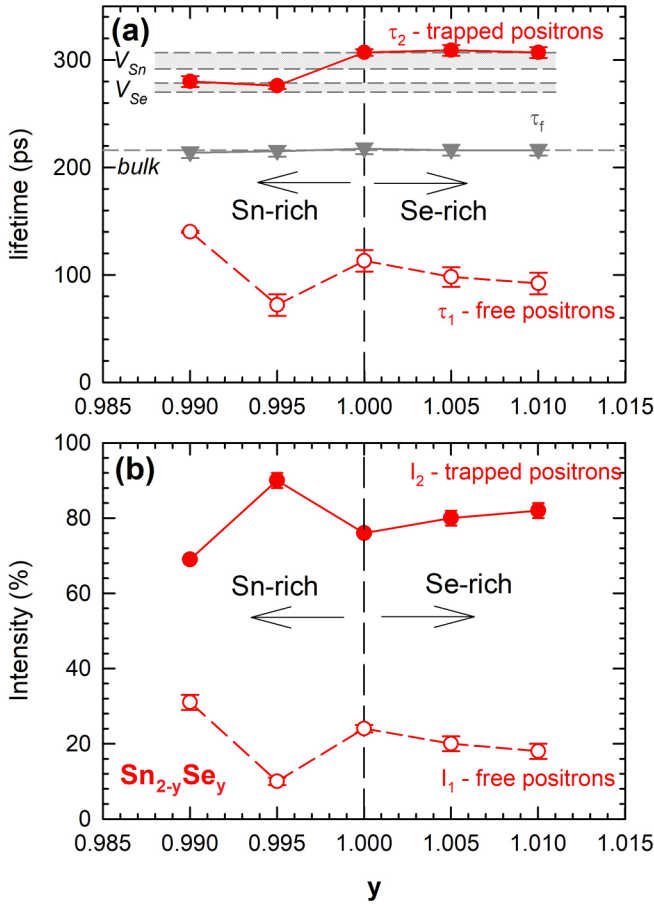 (a)
τ2 - trapped positrons
300
VSn
VSe
τf
200
bulk
Sn-rich
Se-rich
100
τ1 - free positrons
0
lifetime (ps)
0.985 0.990 0.995 1.000 1.005 1.010 1.015
100
(b)
I2 - trapped positrons
80
60
Sn-rich
Se-rich
40
20
Sn2-ySey
I1 - free positrons
0
Intensity (%)
0.985 0.990 0.995 1.000 1.005 1.010 1.015
y